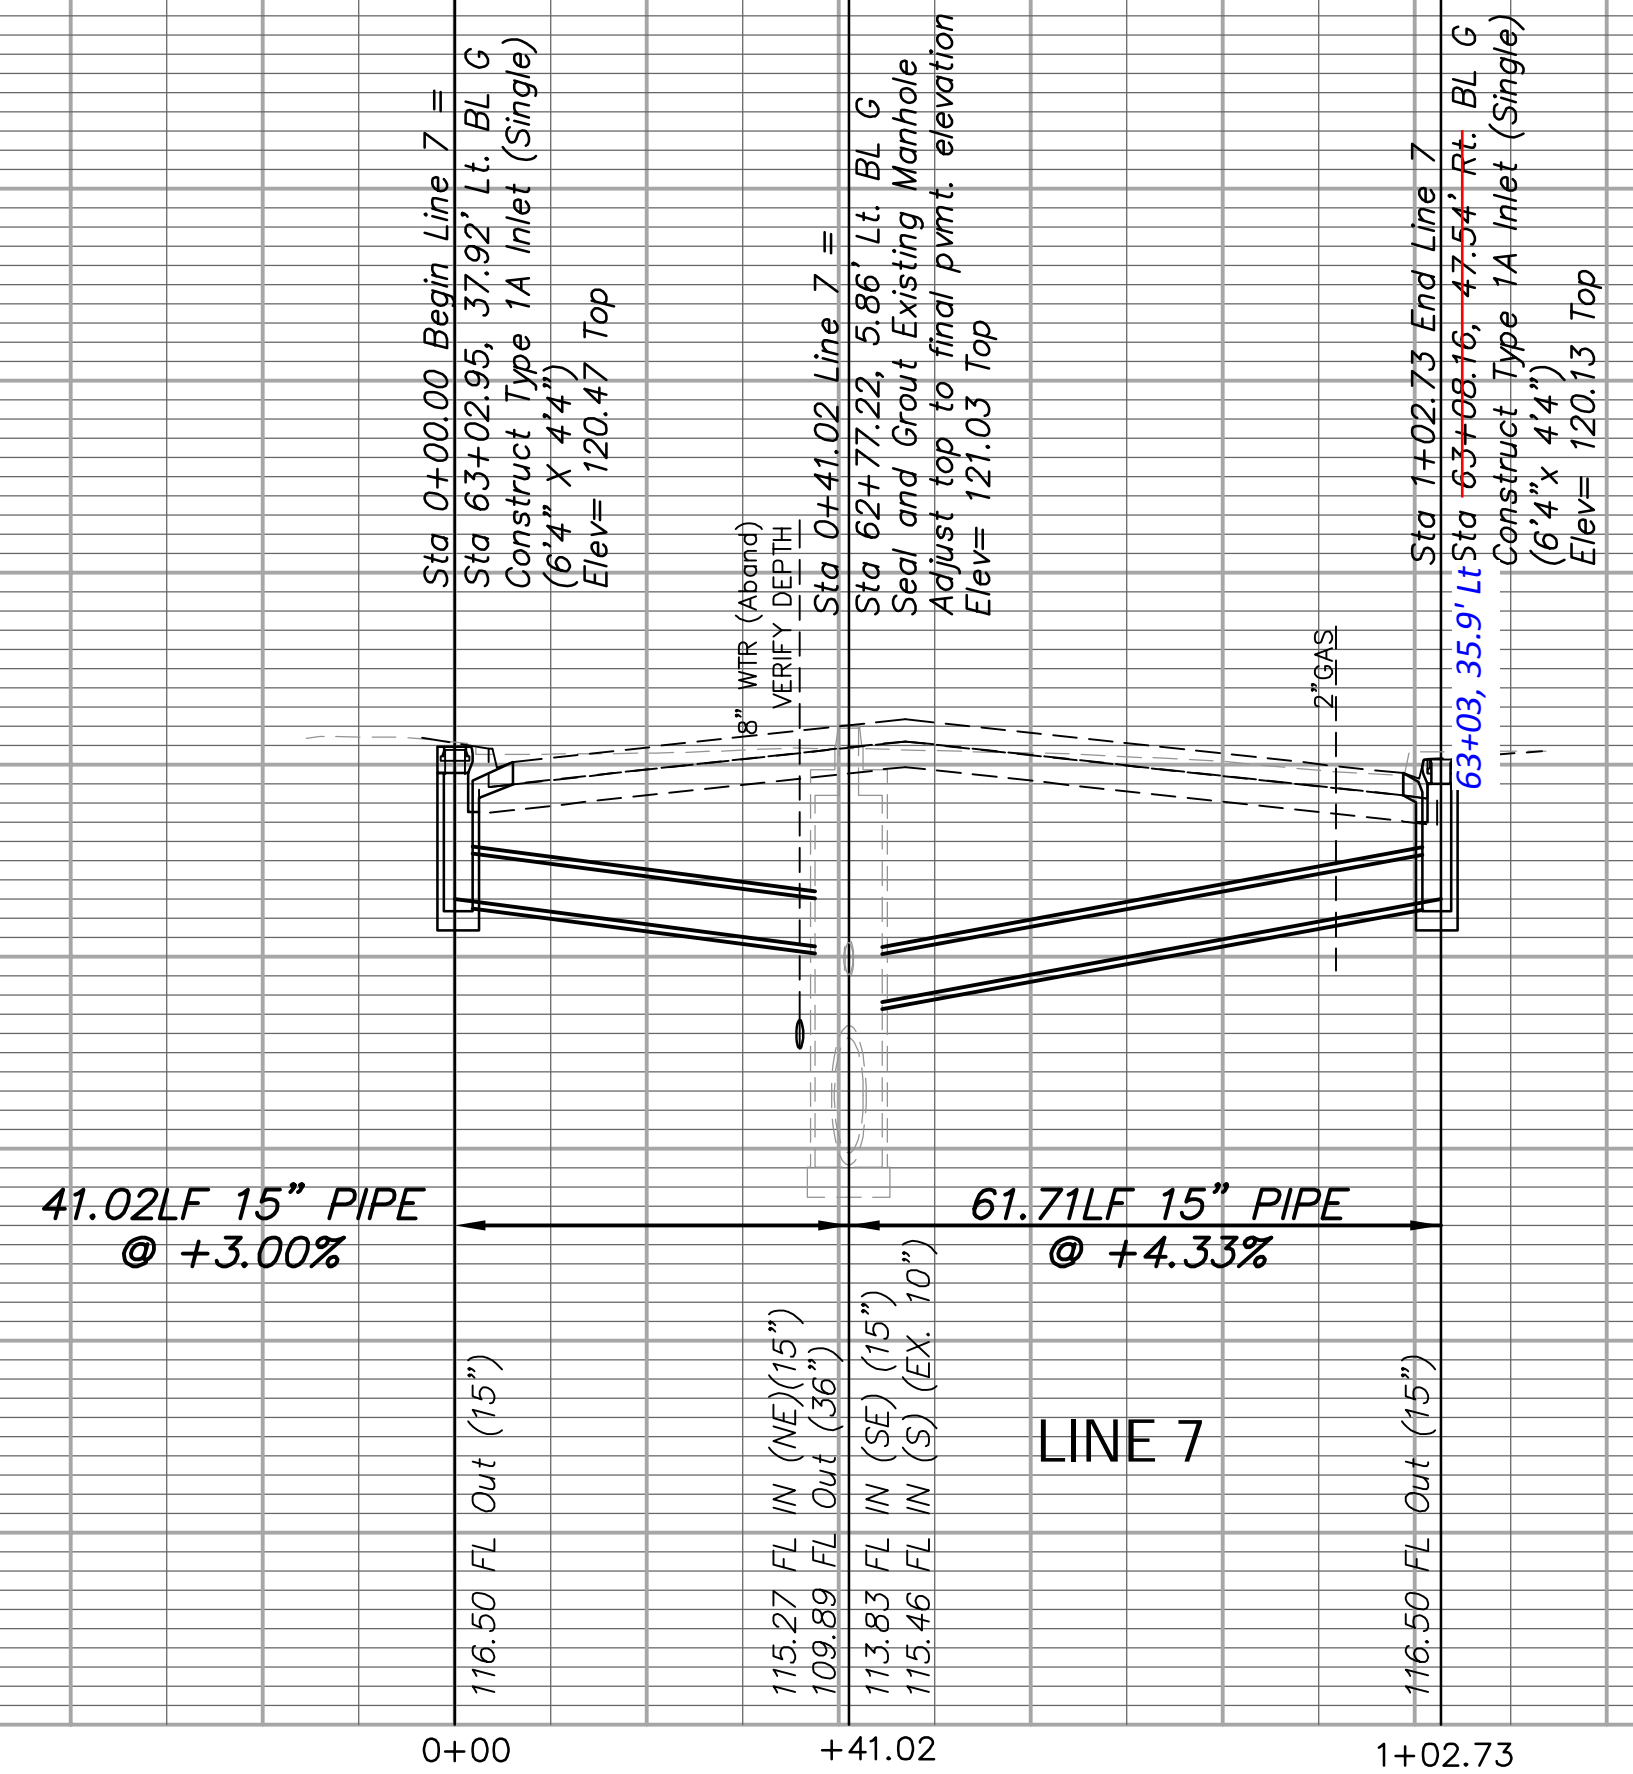 Sta 0+00.00 Begin Line 7 =
Sta 63+02.95, 37.92' Lt. BL G
Construct Type 1A Inlet (Single)
(6'4" X 4'4")
Elev= 120.47 Top
8" WTR (Aband)
VERIFY DEPTH
Sta 0+41.02 Line 7 =
Sta 62+77.22, 5.86' Lt. BL G
Seal and Grout Existing Manhole
Adjust top to final pvmt. elevation
Elev= 121.03 Top
2"GAS
Sta 1+02.73 End Line 7
Sta 63+08.16, 47.54' Rt. BL G
63+03, 35.9' Lt
Construct Type 1A Inlet (Single)
(6'4"x 4'4")
Elev= 120.13 Top
41.02LF 15" PIPE
@ +3.00%
61.71LF 15" PIPE
@ +4.33%
116.50 FL Out (15")
115.27 FL IN (NE)(15")
109.89 FL Out (36")
113.83 FL IN (SE) (15")
115.46 FL IN (S) (EX. 10")
LINE 7
116.50 FL Out (15")
0+00
+41.02
1+02.73